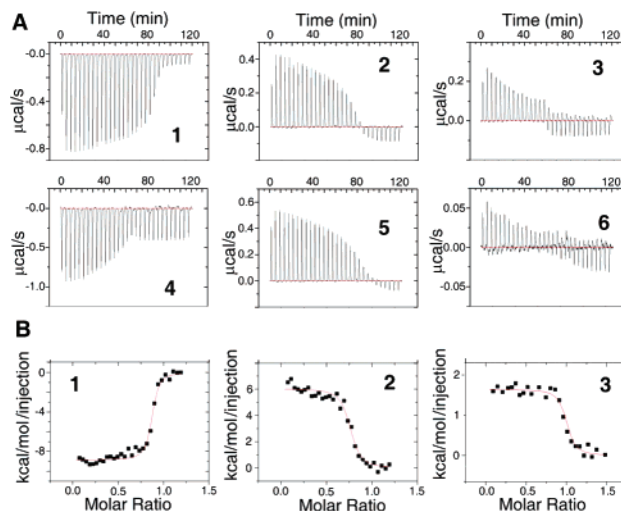 A
Time (min)
Time (min)
Time (min)
0 40 80 120
0 40 80 120
0 40 80 120
-0.0
-0.4
-0.8
µcal/s
1
0.4
0.2
0.0
µcal/s
2
0.2
0.0
µcal/s
3
0 40 80 120
0 40 80 120
0 40 80 120
-0.0
-0.5
-1.0
µcal/s
4
0.4
0.2
0.0
µcal/s
5
0.05
0.00
-0.05
µcal/s
6
B
kcal/mol/injection
0
-4
-8
1
0.0 0.5 1.0 1.5
Molar Ratio
kcal/mol/injection
6
4
2
0
2
0.0 0.5 1.0 1.5
Molar Ratio
kcal/mol/injection
2
1
0
3
0.0 0.5 1.0 1.5
Molar Ratio